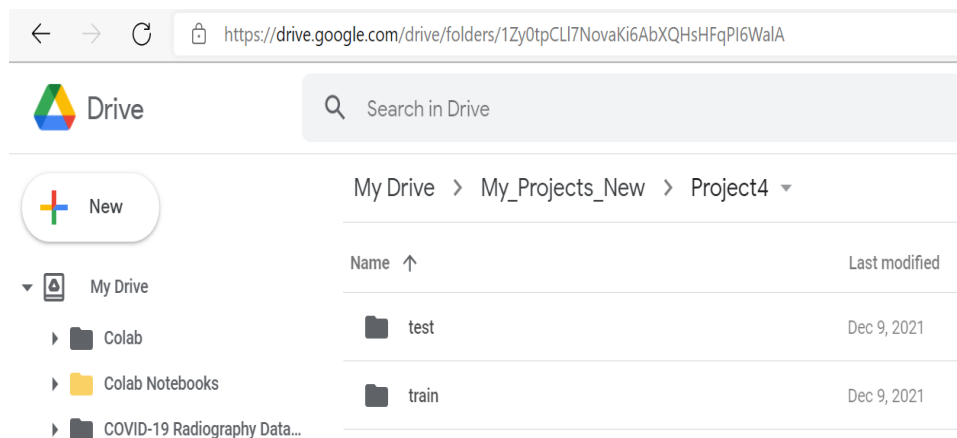 https://drive.google.com/drive/folders/1Zy0tpCLl7NovaKi6AbXQHsHFqPI6WalA
Drive
Search in Drive
New
My Drive > My_Projects_New > Project4
Name
Last modified
My Drive
test
Dec 9, 2021
Colab
Colab Notebooks
train
Dec 9, 2021
COVID-19 Radiography Data...